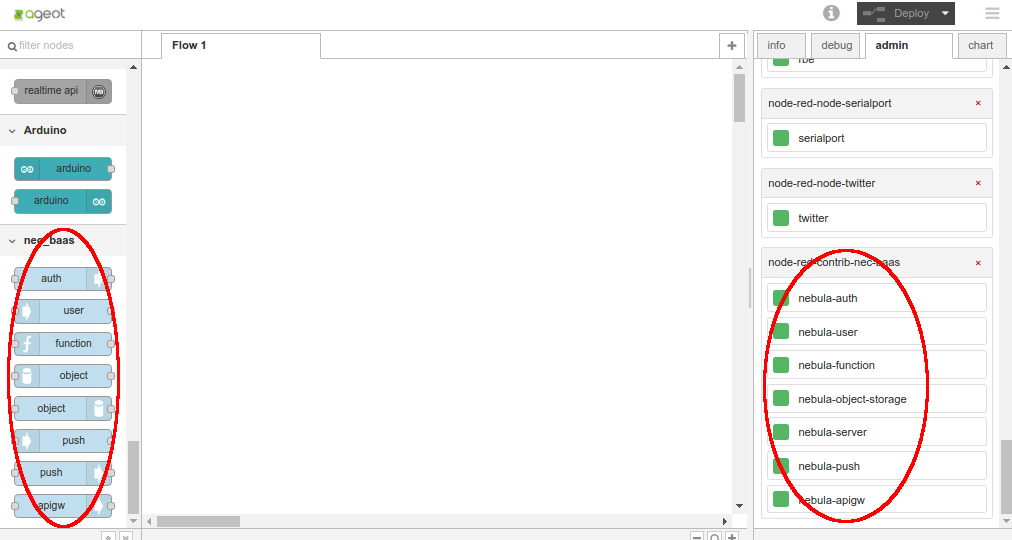 ageot
Deploy
filter nodes
Flow 1
info
debug
admin
chart
realtime api
Arduino
arduino
arduino
nec_baas
auth
user
function
object
object
push
push
apigw
rbe
node-red-node-serialport
serialport
node-red-node-twitter
twitter
node-red-contrib-nec-baas
nebula-auth
nebula-user
nebula-function
nebula-object-storage
nebula-server
nebula-push
nebula-apigw